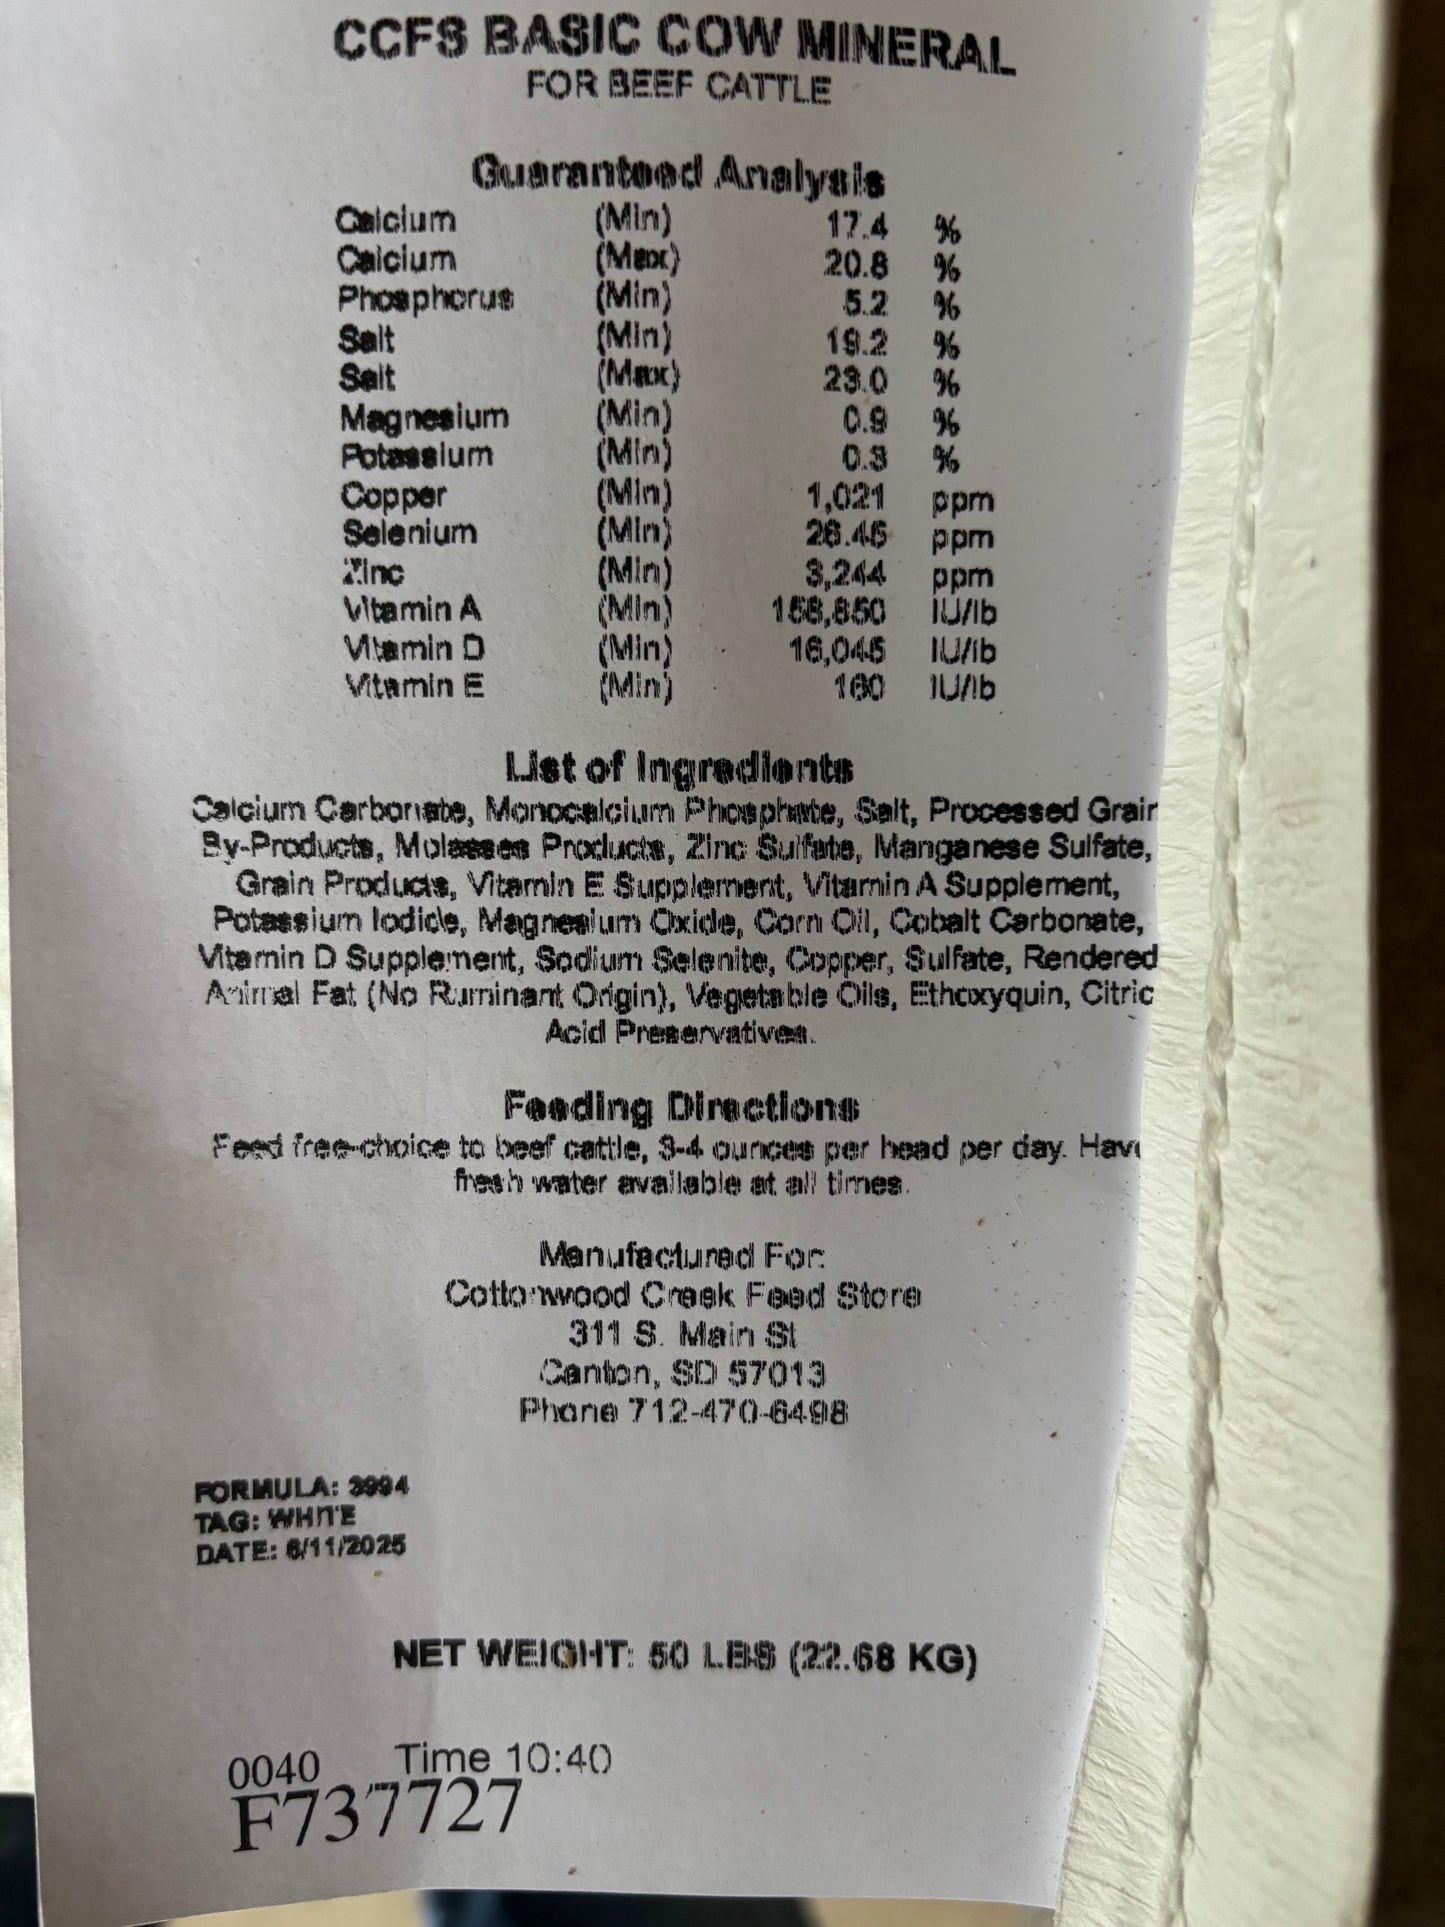 CCFS BASIC COW MINERAL
FOR BEEF CATTLE
Guaranteed Analysis
Calcium (Min) 17.4 %
Calcium (Max) 20.8 %
Phosphorus (Min) 5.2 %
Salt (Min) 19.2 %
Salt (Max) 23.0 %
Magnesium (Min) 0.9 %
Potassium (Min) 0.3 %
Copper (Min) 1,021 ppm
Selenium (Min) 26.45 ppm
Zinc (Min) 3,244 ppm
Vitamin A (Min) IU/lb
Vitamin D (Min) 16,045 IU/lb
Vitamin E (Min) 160 IU/lb
List of Ingredients
Calcium Carbonate, Monocalcium Phosphate, Salt, Processed Grain
By-Products, Molasses Products, Zinc Sulfate, Manganese Sulfate,
Grain Products, Vitamin E Supplement, Vitamin A Supplement,
Potassium Iodide, Magnesium Oxide, Corn Oil, Cobalt Carbonate,
Vitamin D Supplement, Sodium Selenite, Copper, Sulfate, Rendered
Animal Fat (No Ruminant Origin), Vegetable Oils, Ethoxyquin, Citric
Acid Preservatives.
Feeding Directions
Feed free-choice to beef cattle, 3-4 ounces per head per day. Have
fresh water available at all times.
Manufactured For:
Cottonwood Creek Feed Store
311 S. Main St
Canton, SD 57013
Phone 712-470-6498
FORMULA: 3994
TAG: WHITE
DATE: 6/11/2025
NET WEIGHT: 50 LBS (22.68 KG)
0040 Time 10:40
F737727